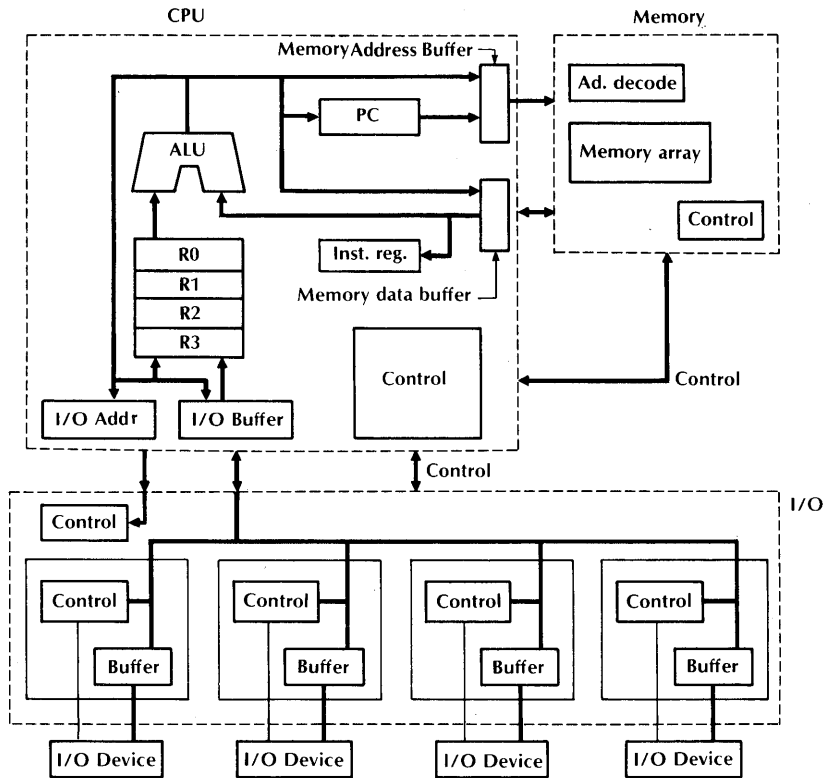 CPU
Memory
Memory Address Buffer
Ad. decode
PC
ALU
Memory array
Control
R0
Inst. reg.
R1
Memory data buffer
R2
R3
Control
Control
I/O Addr
I/O Buffer
Control
I/O
Control
Control
Control
Control
Control
Buffer
Buffer
Buffer
Buffer
I/O Device
I/O Device
I/O Device
I/O Device